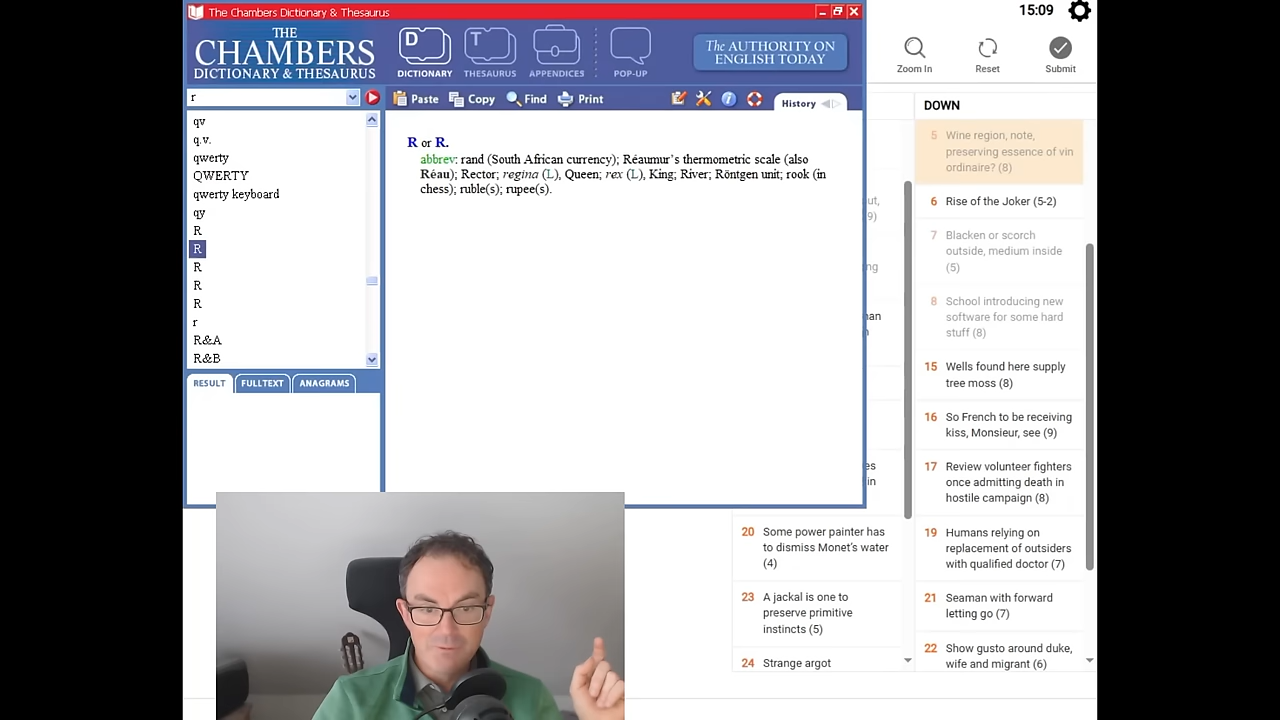 The Chambers Dictionary & Thesaurus
THE
CHAMBERS
DICTIONARY & THESAURUS
D
DICTIONARY
T
THESAURUS
APPENDICES
POP-UP
The AUTHORITY ON
ENGLISH TODAY
r
Paste
Copy
Find
Print
History
qv
q.v.
qwerty
QWERTY
qwerty keyboard
qy
R
R
R
R
R
r
R&A
R&B
RESULT
FULLTEXT
ANAGRAMS
R or R.
abbrev: rand (South African currency); Réaumur's thermometric scale (also
Réau); Rector; regina (L), Queen; rex (L), King; River; Röntgen unit; rook (in
chess); ruble(s); rupee(s).
15:09
Zoom In
Reset
Submit
ut,
9)
ng
an
es
in
20 Some power painter has
to dismiss Monet's water
(4)
23 A jackal is one to
preserve primitive
instincts (5)
24 Strange argot
DOWN
5 Wine region, note,
preserving essence of vin
ordinaire? (8)
6 Rise of the Joker (5-2)
7 Blacken or scorch
outside, medium inside
(5)
8 School introducing new
software for some hard
stuff (8)
15 Wells found here supply
tree moss (8)
16 So French to be receiving
kiss, Monsieur, see (9)
17 Review volunteer fighters
once admitting death in
hostile campaign (8)
19 Humans relying on
replacement of outsiders
with qualified doctor (7)
21 Seaman with forward
letting go (7)
22 Show gusto around duke,
wife and migrant (6)